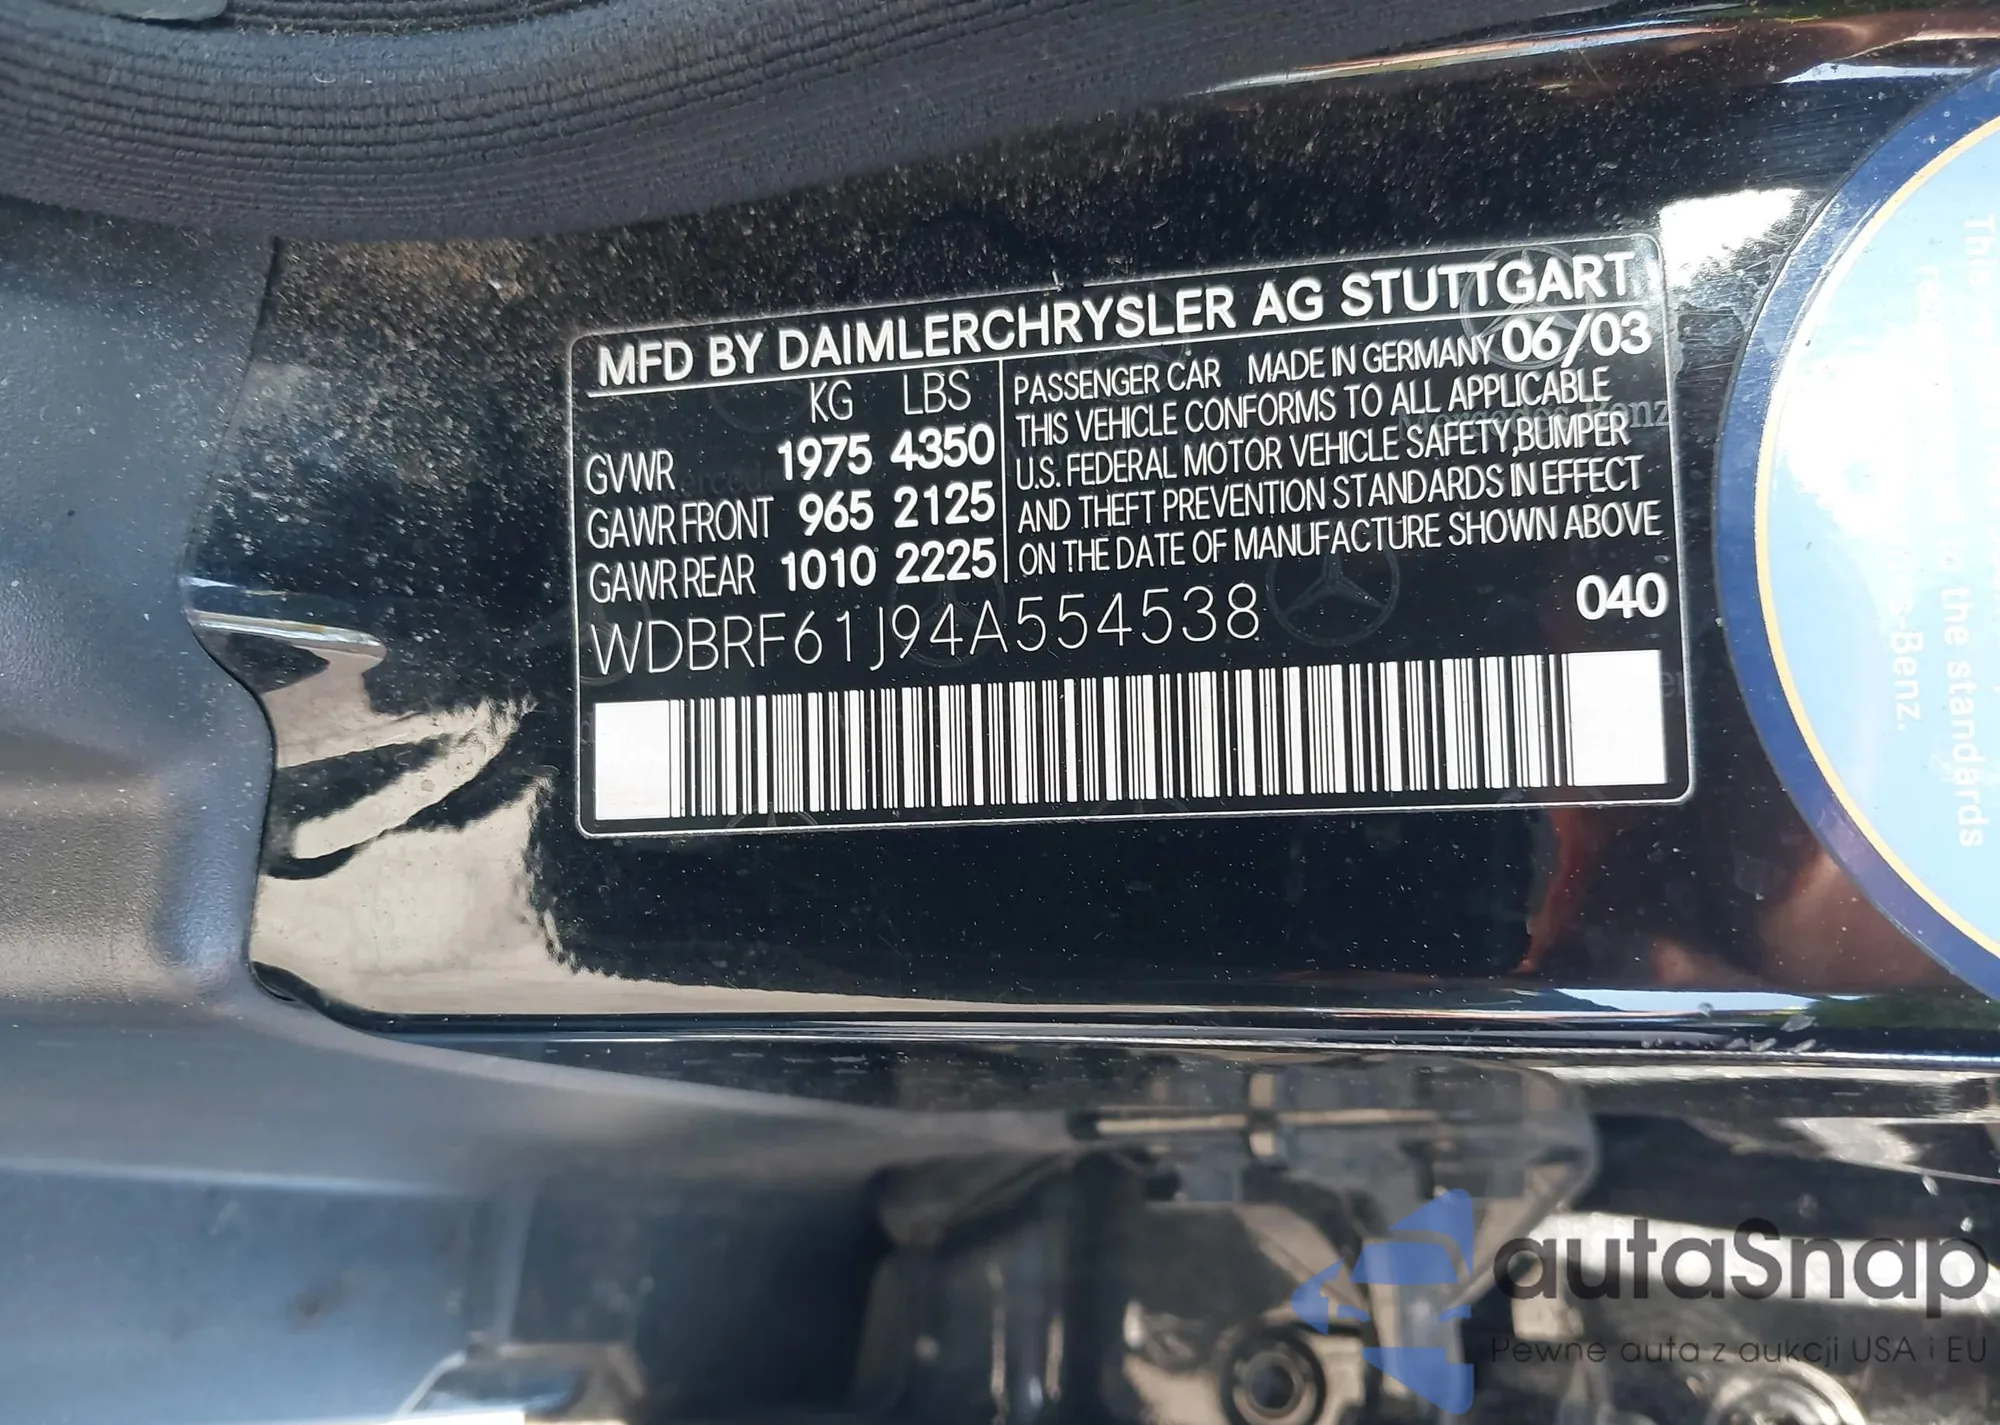 MFD BY DAIMLERCHRYSLER AG STUTTGART
KG LBS
GVWR 1975 4350
GAWR FRONT 965 2125
GAWR REAR 1010 2225
PASSENGER CAR MADE IN GERMANY 06/03
THIS VEHICLE CONFORMS TO ALL APPLICABLE
U.S. FEDERAL MOTOR VEHICLE SAFETY,BUMPER
AND THEFT PREVENTION STANDARDS IN EFFECT
ON THE DATE OF MANUFACTURE SHOWN ABOVE
WDBRF61J94A554538
040
the standards
s-Benz.
autaSnap
Pewne auta z aukcji USA i EU